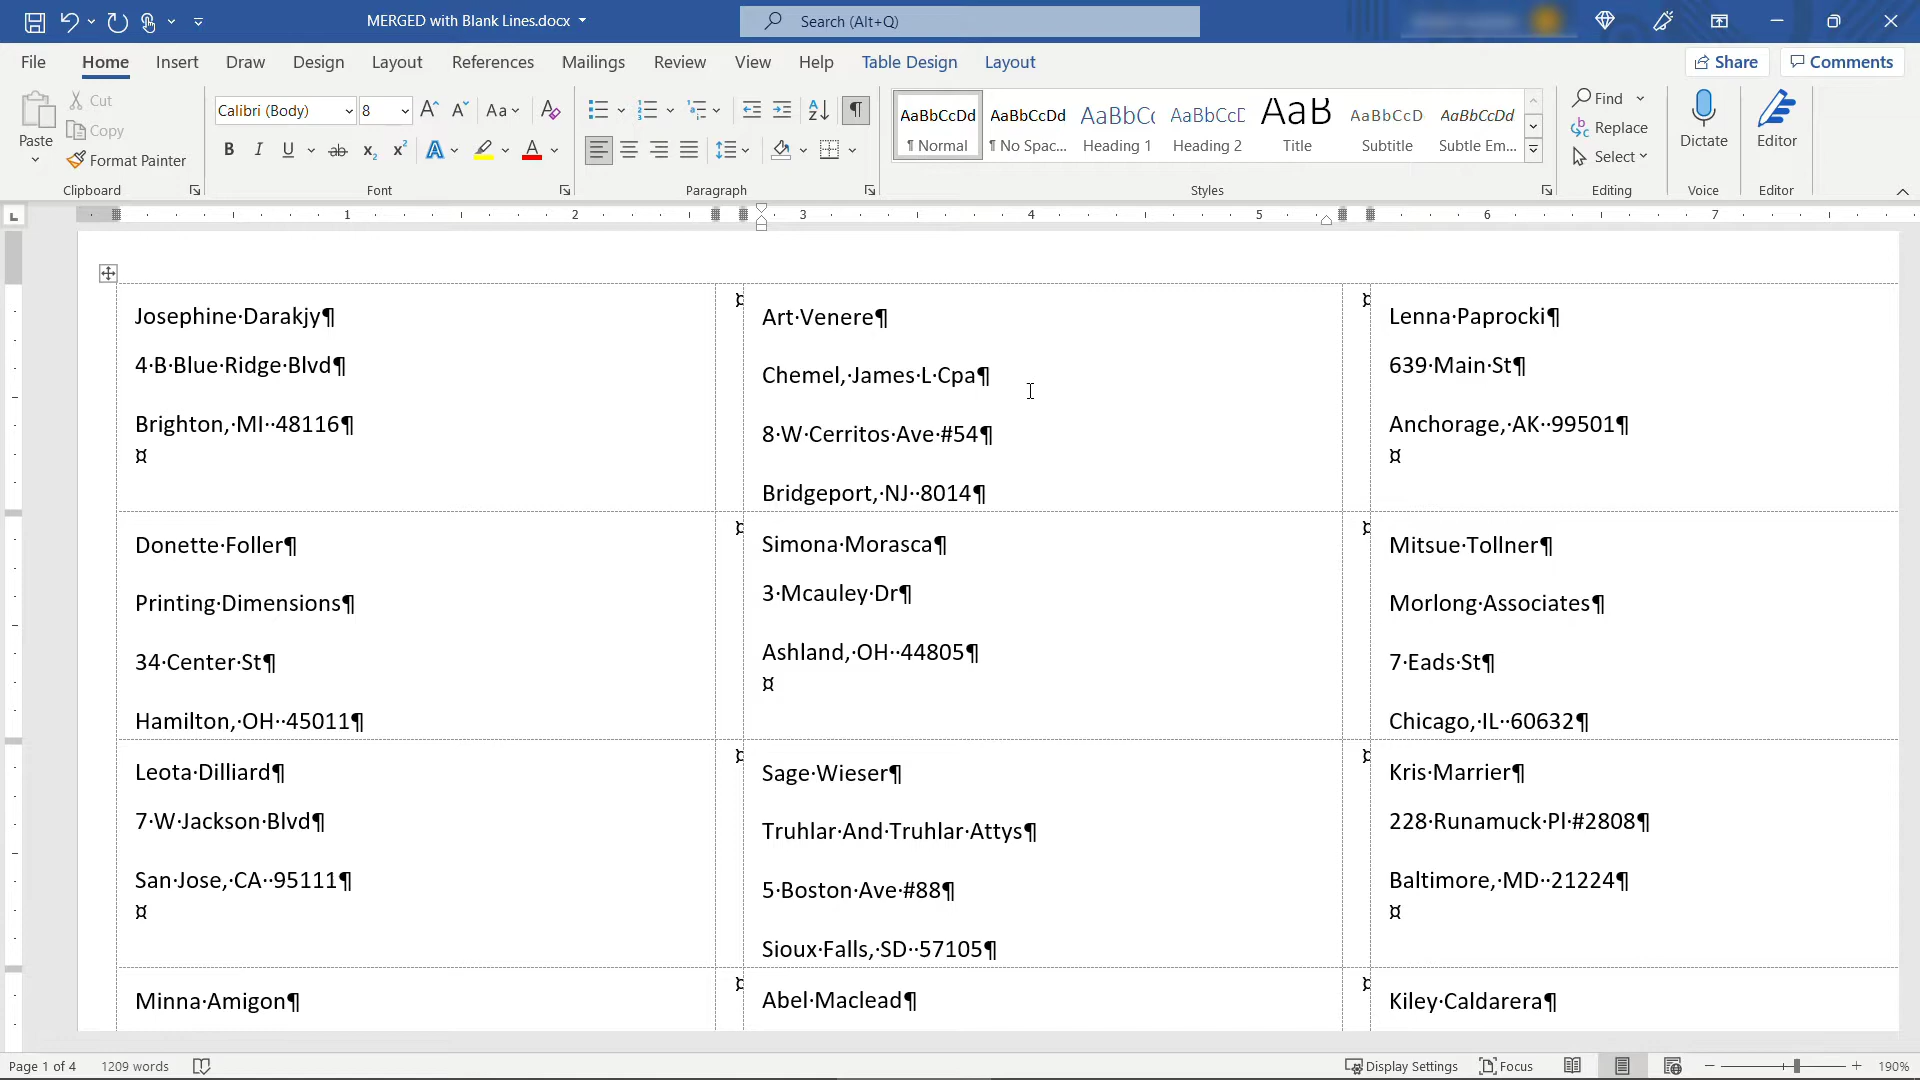 MERGED with Blank Lines.docx
Search (Alt+Q)
File Home Insert Draw Design Layout References Mailings Review View Help Table Design Layout Share Comments
Paste
Cut
Copy
Format Painter
Clipboard
Calibri (Body) 8
Font
Paragraph
AaBbCcDd
¶ Normal
AaBbCcDd
¶ No Spac...
AaBbCc
Heading 1
AaBbCcC
Heading 2
AaB
Title
AaBbCcD
Subtitle
AaBbCcDd
Subtle Em...
Styles
Find
Replace
Select
Editing
Dictate
Voice
Editor
Editor
1 2 3 4 5 6 7
Josephine·Darakjy¶
4·B·Blue·Ridge·Blvd¶
Brighton,·MI··48116¶
¤
¤
Art·Venere¶
Chemel,·James·L·Cpa¶
8·W·Cerritos·Ave·#54¶
Bridgeport,·NJ··8014¶
¤
Lenna·Paprocki¶
639·Main·St¶
Anchorage,·AK··99501¶
¤
Donette·Foller¶
Printing·Dimensions¶
34·Center·St¶
Hamilton,·OH··45011¶
¤
Simona·Morasca¶
3·Mcauley·Dr¶
Ashland,·OH··44805¶
¤
¤
Mitsue·Tollner¶
Morlong·Associates¶
7·Eads·St¶
Chicago,·IL··60632¶
Leota·Dilliard¶
7·W·Jackson·Blvd¶
San·Jose,·CA··95111¶
¤
¤
Sage·Wieser¶
Truhlar·And·Truhlar·Attys¶
5·Boston·Ave·#88¶
Sioux·Falls,·SD··57105¶
¤
Kris·Marrier¶
228·Runamuck·Pl·#2808¶
Baltimore,·MD··21224¶
¤
Minna·Amigon¶
¤
Abel·Maclead¶
¤
Kiley·Caldarera¶
Page 1 of 4 1209 words Display Settings Focus 190%